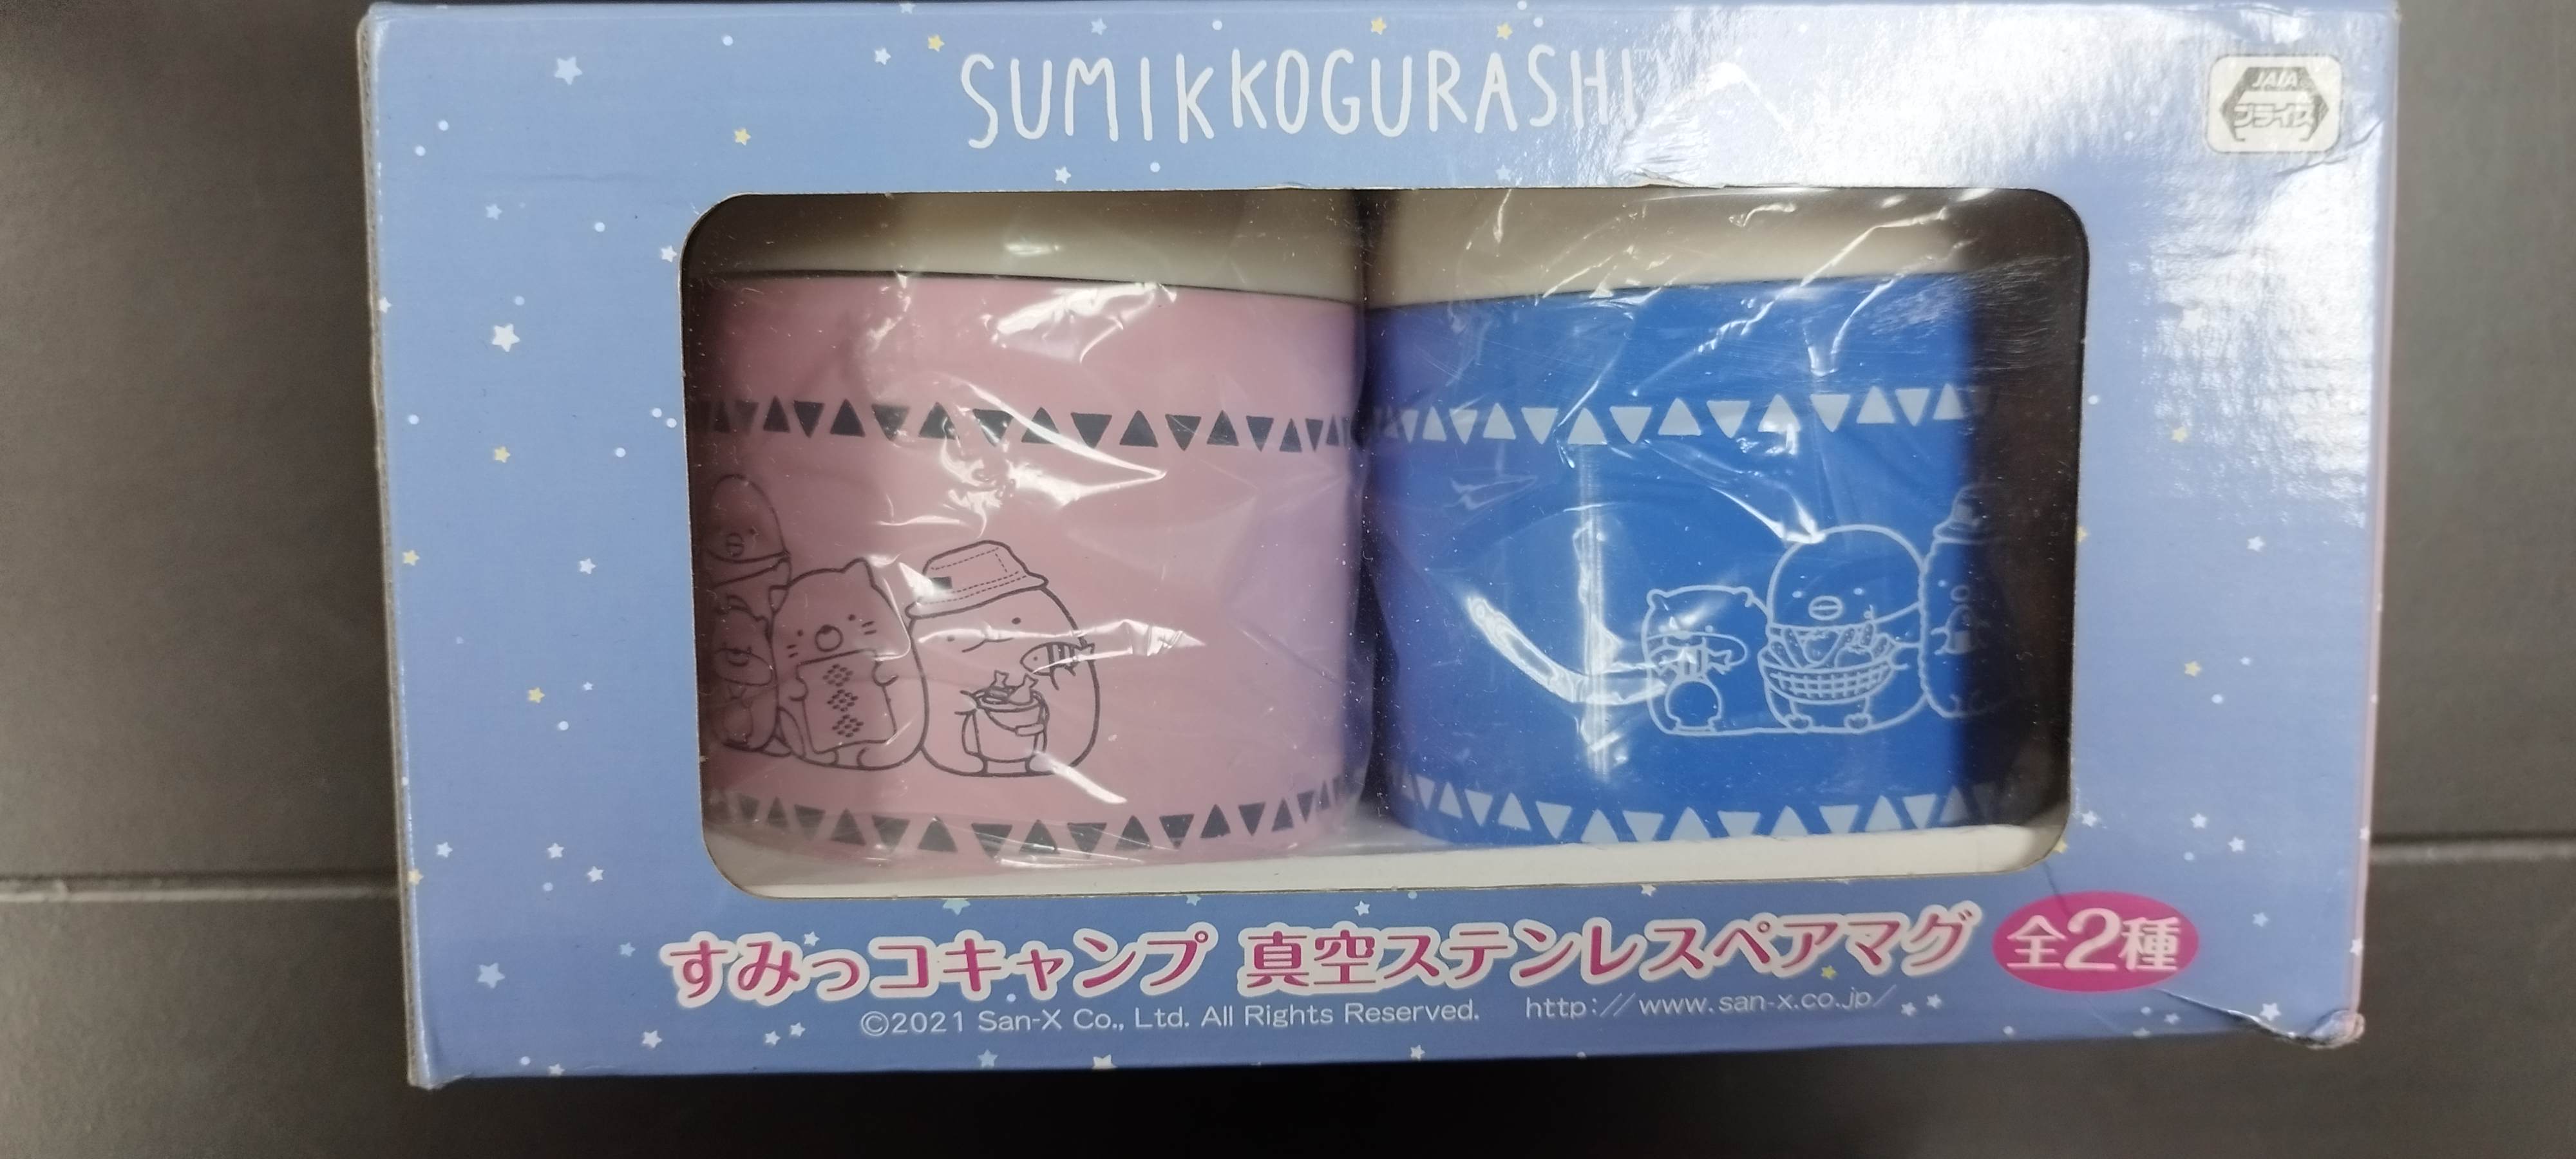 SUMIKKOGURASHI
JAIA
プライズ
すみっコキャンプ 真空ステンレスペアマグ 全2種
©2021 San-X Co., Ltd. All Rights Reserved. http://www.san-x.co.jp/